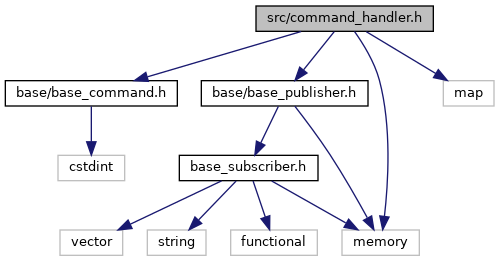 src/command_handler.h
base/base_command.h
base/base_publisher.h
map
cstdint
base_subscriber.h
vector
string
functional
memory